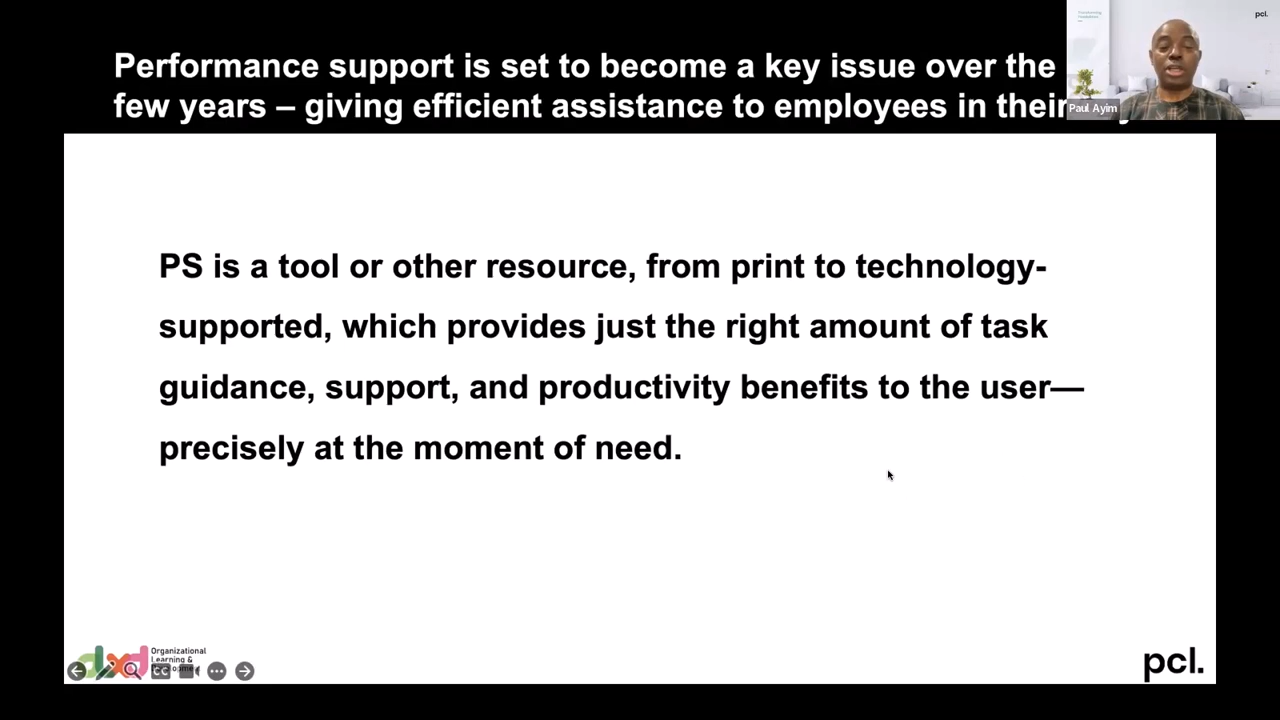 Performance support is set to become a key issue over the
few years – giving efficient assistance to employees in their
pcl.
Paul Ayim
PS is a tool or other resource, from print to technology-
supported, which provides just the right amount of task
guidance, support, and productivity benefits to the user—
precisely at the moment of need.
Organizational
Learning &
CC
pcl.